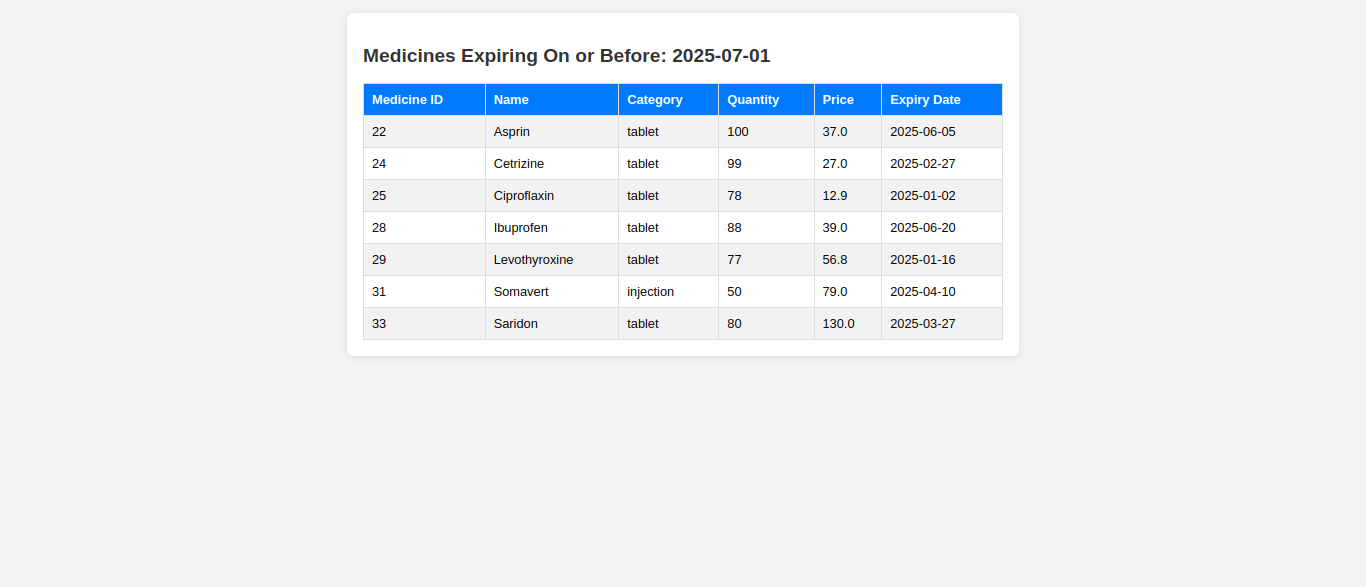 Medicines Expiring On or Before: 2025-07-01
Medicine ID Name Category Quantity Price Expiry Date
22 Asprin tablet 100 37.0 2025-06-05
24 Cetrizine tablet 99 27.0 2025-02-27
25 Ciproflaxin tablet 78 12.9 2025-01-02
28 Ibuprofen tablet 88 39.0 2025-06-20
29 Levothyroxine tablet 77 56.8 2025-01-16
31 Somavert injection 50 79.0 2025-04-10
33 Saridon tablet 80 130.0 2025-03-27